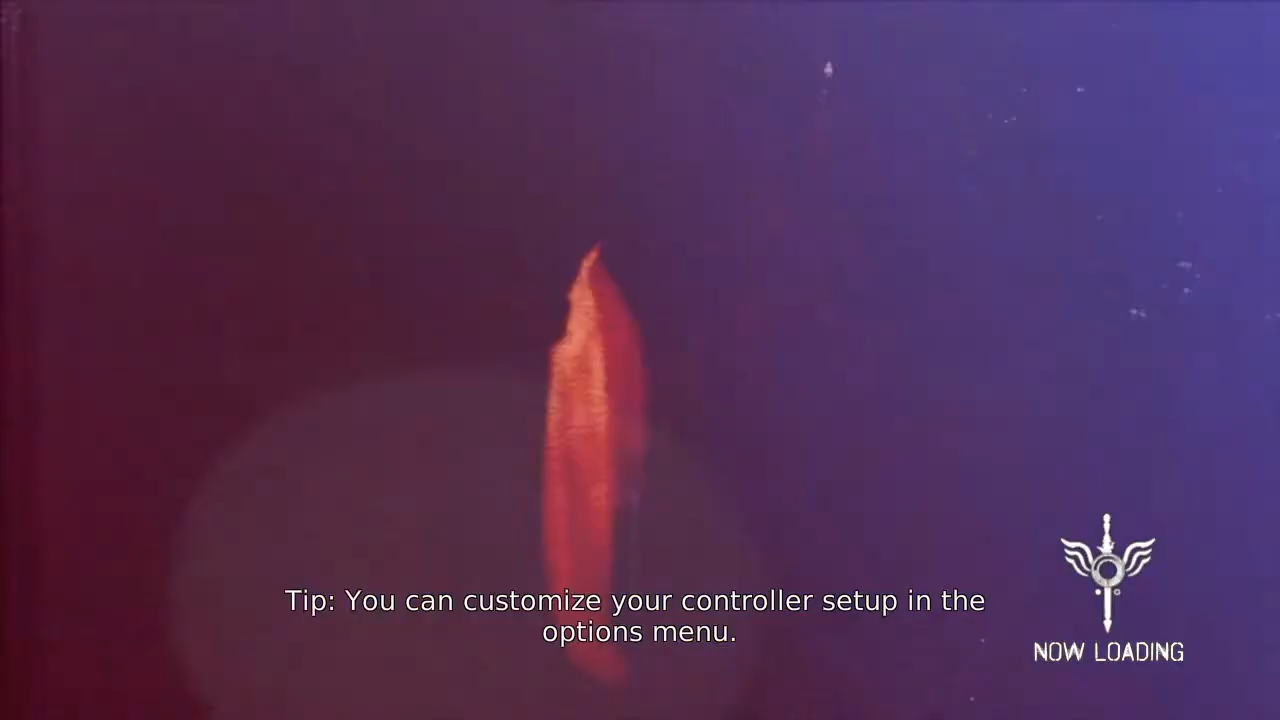 Tip: You can customize your controller setup in the
options menu.
NOW LOADING